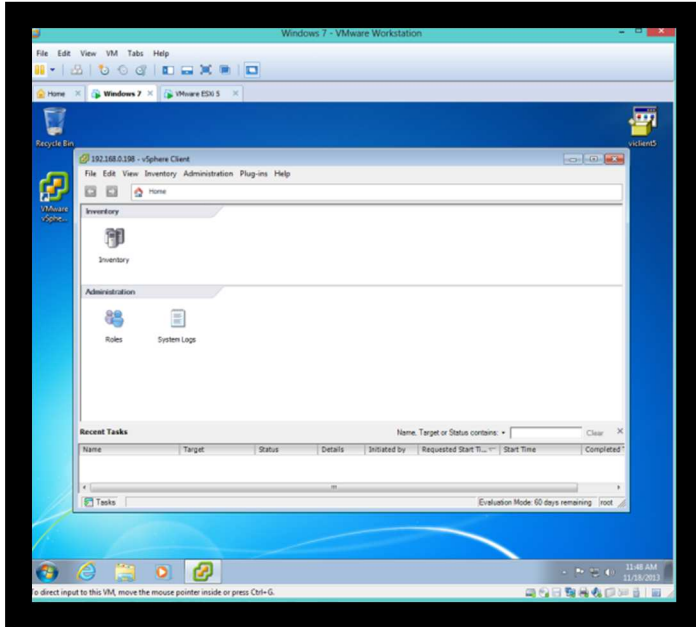 Windows 7 - VMware Workstation
File Edit View VM Tabs Help
Home Windows 7 VMware ESXi 5
Recycle Bin
viclient5
192.168.0.198 - vSphere Client
File Edit View Inventory Administration Plug-ins Help
Home
VMware vSphe...
Inventory
Inventory
Administration
Roles System Logs
Recent Tasks Name, Target or Status contains: Clear
Name Target Status Details Initiated by Requested Start Ti... Start Time Completed
Tasks Evaluation Mode: 60 days remaining root
11:48 AM
11/18/2013
To direct input to this VM, move the mouse pointer inside or press Ctrl+G.